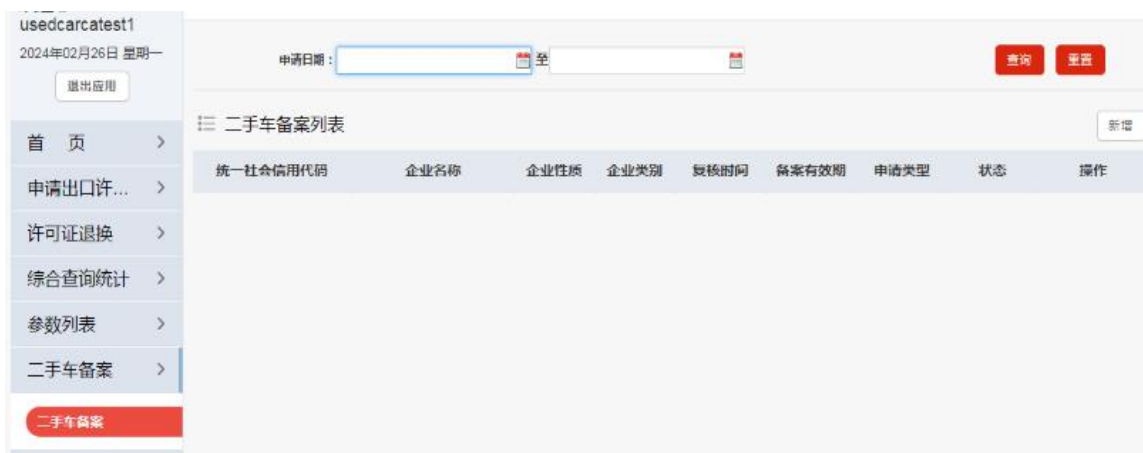 usedcarcatest1
2024年02月26日 星期一
退出应用
首 页
申请出口许...
许可证退换
综合查询统计
参数列表
二手车备案
二手车备案
申请日期： 至
查询 重置
二手车备案列表
新增
统一社会信用代码 企业名称 企业性质 企业类别 复核时间 备案有效期 申请类型 状态 操作